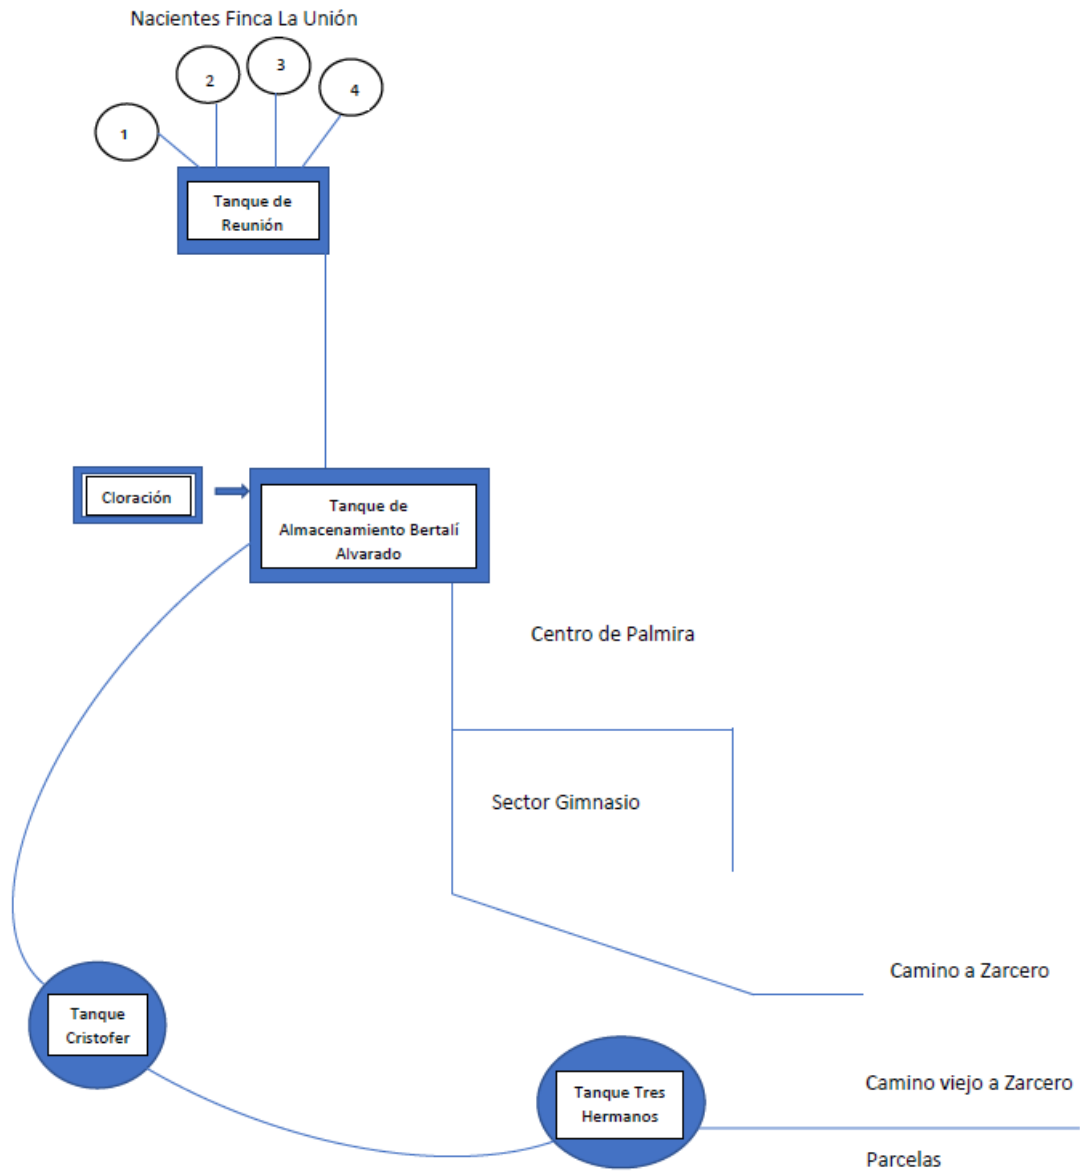 Nacientes Finca La Unión
1
2
3
4
Tanque de
Reunión
Cloración
Tanque de
Almacenamiento Bertalí
Alvarado
Centro de Palmira
Sector Gimnasio
Camino a Zarcero
Tanque
Cristofer
Tanque Tres
Hermanos
Camino viejo a Zarcero
Parcelas